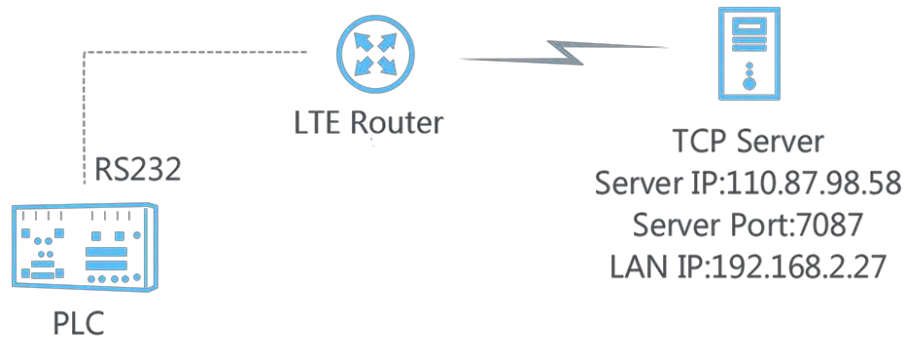 LTE Router
RS232
PLC
TCP Server
Server IP:110.87.98.58
Server Port:7087
LAN IP:192.168.2.27